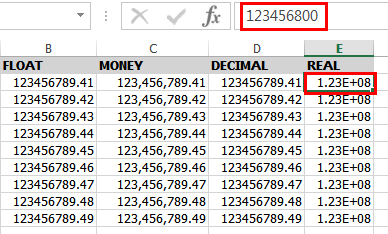 fx 123456800
B C D E
FLOAT MONEY DECIMAL REAL
123456789.41 123,456,789.41 123456789.41 1.23E+08
123456789.42 123,456,789.42 123456789.42 1.23E+08
123456789.43 123,456,789.43 123456789.43 1.23E+08
123456789.44 123,456,789.44 123456789.44 1.23E+08
123456789.45 123,456,789.45 123456789.45 1.23E+08
123456789.46 123,456,789.46 123456789.46 1.23E+08
123456789.47 123,456,789.47 123456789.47 1.23E+08
123456789.48 123,456,789.48 123456789.48 1.23E+08
123456789.49 123,456,789.49 123456789.49 1.23E+08